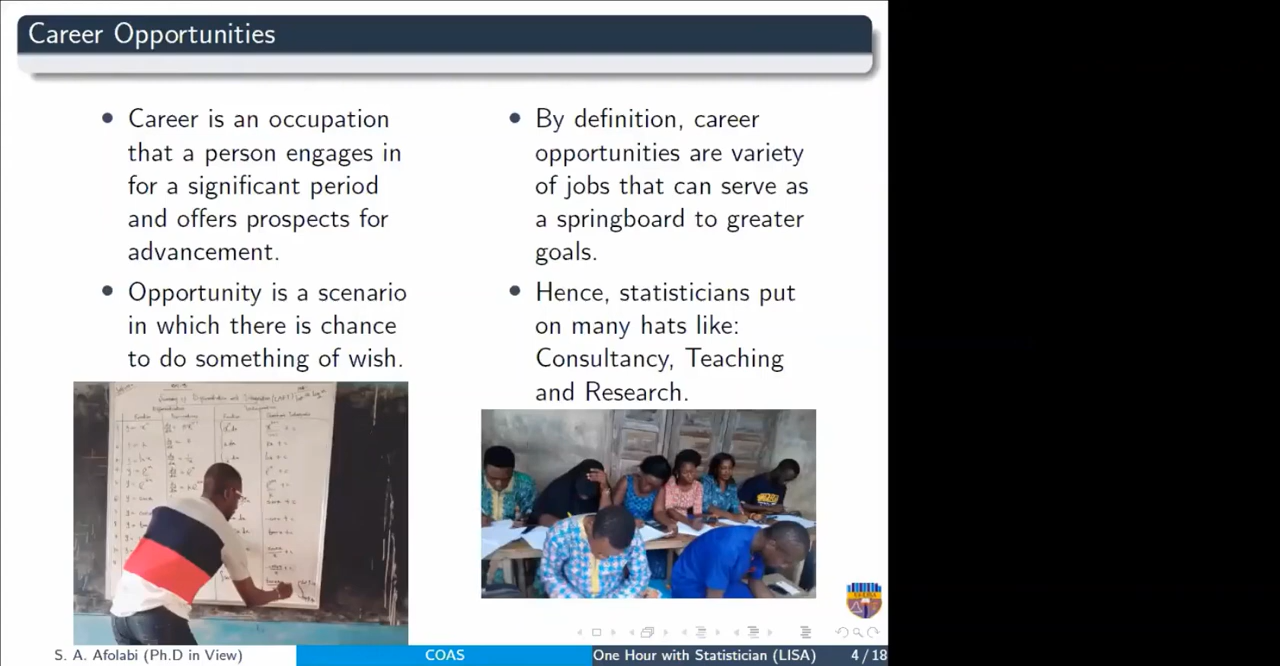 Career Opportunities
Career is an occupation
that a person engages in
for a significant period
and offers prospects for
advancement.
Opportunity is a scenario
in which there is chance
to do something of wish.
By definition, career
opportunities are variety
of jobs that can serve as
a springboard to greater
goals.
Hence, statisticians put
on many hats like:
Consultancy, Teaching
and Research.
S. A. Afolabi (Ph.D in View)
COAS
One Hour with Statistician (LISA)
4 / 18